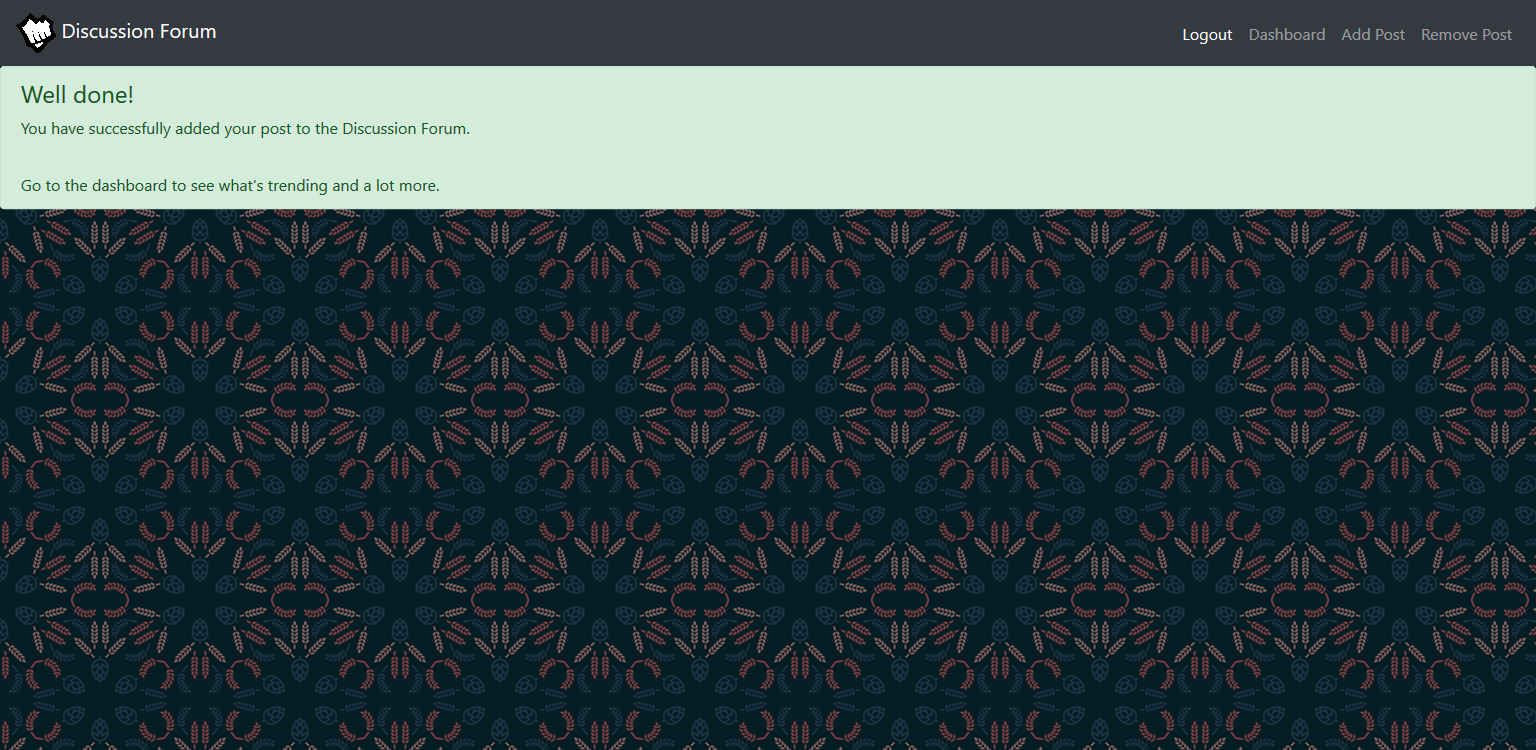 Discussion Forum
Logout Dashboard Add Post Remove Post
Well done!
You have successfully added your post to the Discussion Forum.
Go to the dashboard to see what's trending and a lot more.